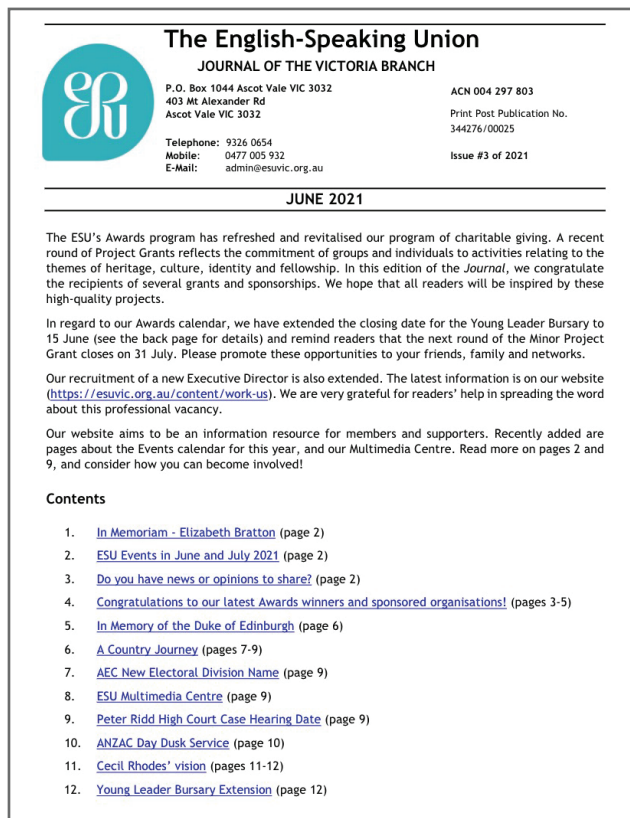 The English-Speaking Union
JOURNAL OF THE VICTORIA BRANCH
esu
P.O. Box 1044 Ascot Vale VIC 3032
403 Mt Alexander Rd
Ascot Vale VIC 3032
Telephone: 9326 0654
Mobile: 0477 005 932
E-Mail: admin@esuvic.org.au
ACN 004 297 803
Print Post Publication No.
344276/00025
Issue #3 of 2021
JUNE 2021
The ESU's Awards program has refreshed and revitalised our program of charitable giving. A recent
round of Project Grants reflects the commitment of groups and individuals to activities relating to the
themes of heritage, culture, identity and fellowship. In this edition of the Journal, we congratulate
the recipients of several grants and sponsorships. We hope that all readers will be inspired by these
high-quality projects.
In regard to our Awards calendar, we have extended the closing date for the Young Leader Bursary to
15 June (see the back page for details) and remind readers that the next round of the Minor Project
Grant closes on 31 July. Please promote these opportunities to your friends, family and networks.
Our recruitment of a new Executive Director is also extended. The latest information is on our website
(https://esuvic.org.au/content/work-us). We are very grateful for readers' help in spreading the word
about this professional vacancy.
Our website aims to be an information resource for members and supporters. Recently added are
pages about the Events calendar for this year, and our Multimedia Centre. Read more on pages 2 and
9, and consider how you can become involved!
Contents
1. In Memoriam - Elizabeth Bratton (page 2)
2. ESU Events in June and July 2021 (page 2)
3. Do you have news or opinions to share? (page 2)
4. Congratulations to our latest Awards winners and sponsored organisations! (pages 3-5)
5. In Memory of the Duke of Edinburgh (page 6)
6. A Country Journey (pages 7-9)
7. AEC New Electoral Division Name (page 9)
8. ESU Multimedia Centre (page 9)
9. Peter Ridd High Court Case Hearing Date (page 9)
10. ANZAC Day Dusk Service (page 10)
11. Cecil Rhodes' vision (pages 11-12)
12. Young Leader Bursary Extension (page 12)